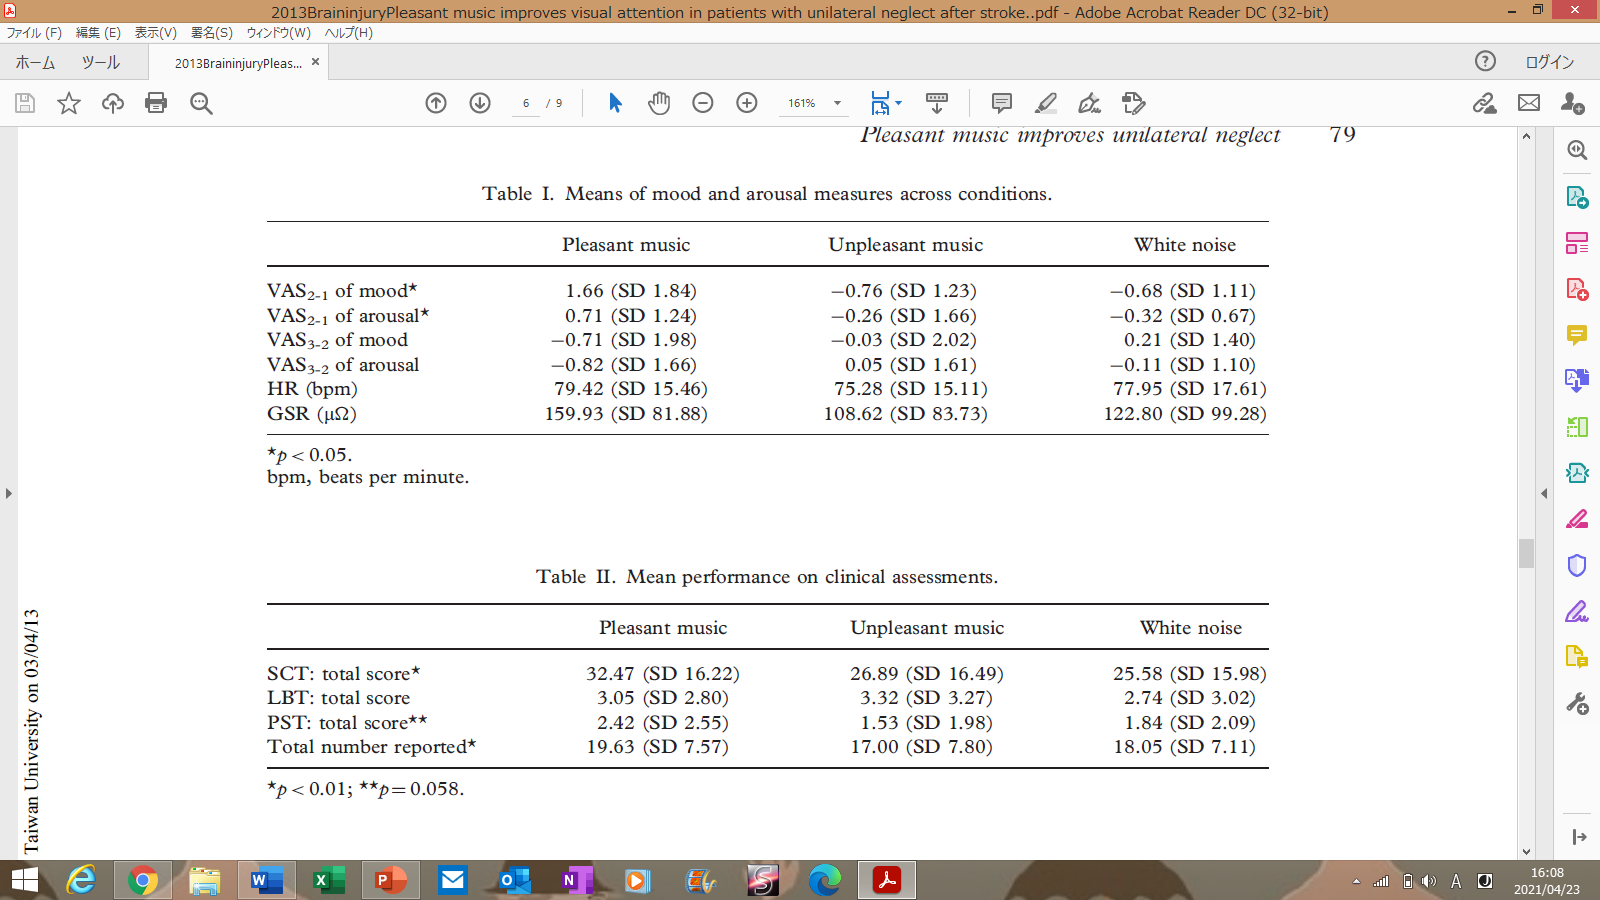 2013BraininjuryPleasant music improves visual attention in patients with unilateral neglect after stroke..pdf - Adobe Acrobat Reader DC (32-bit)
ファイル (F) 編集 (E) 表示(V) 署名(S) ウィンドウ(W) ヘルプ(H)
ホーム ツール 2013BraininjuryPleas... × ? ログイン
6 / 9 161%
Pleasant music improves unilateral neglect 79
Table I. Means of mood and arousal measures across conditions.
Pleasant music Unpleasant music White noise
VAS2-1 of mood* 1.66 (SD 1.84) −0.76 (SD 1.23) −0.68 (SD 1.11)
VAS2-1 of arousal* 0.71 (SD 1.24) −0.26 (SD 1.66) −0.32 (SD 0.67)
VAS3-2 of mood −0.71 (SD 1.98) −0.03 (SD 2.02) 0.21 (SD 1.40)
VAS3-2 of arousal −0.82 (SD 1.66) 0.05 (SD 1.61) −0.11 (SD 1.10)
HR (bpm) 79.42 (SD 15.46) 75.28 (SD 15.11) 77.95 (SD 17.61)
GSR (μΩ) 159.93 (SD 81.88) 108.62 (SD 83.73) 122.80 (SD 99.28)
*p < 0.05.
bpm, beats per minute.
Table II. Mean performance on clinical assessments.
Pleasant music Unpleasant music White noise
SCT: total score* 32.47 (SD 16.22) 26.89 (SD 16.49) 25.58 (SD 15.98)
LBT: total score 3.05 (SD 2.80) 3.32 (SD 3.27) 2.74 (SD 3.02)
PST: total score** 2.42 (SD 2.55) 1.53 (SD 1.98) 1.84 (SD 2.09)
Total number reported* 19.63 (SD 7.57) 17.00 (SD 7.80) 18.05 (SD 7.11)
*p < 0.01; **p = 0.058.
Taiwan University on 03/04/13
A 16:08
2021/04/23